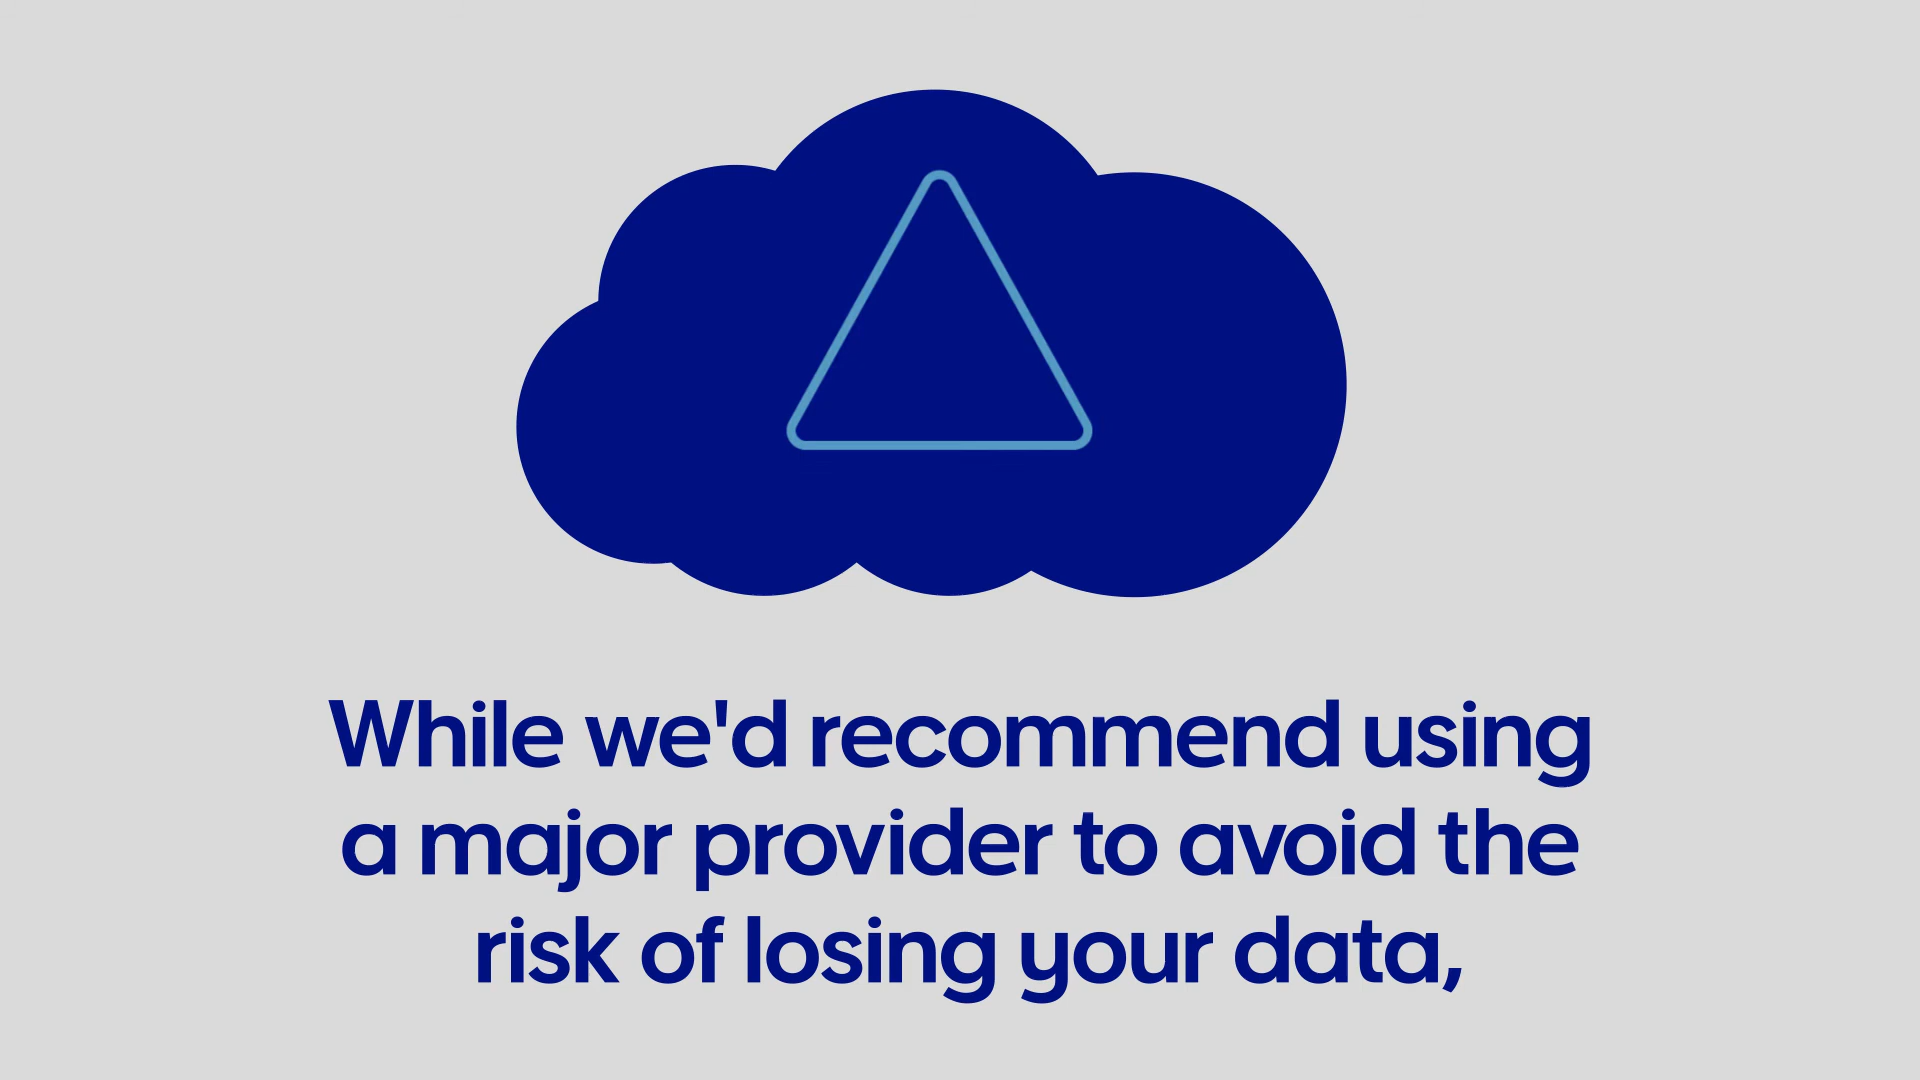 While we'd recommend using
a major provider to avoid the
risk of losing your data,